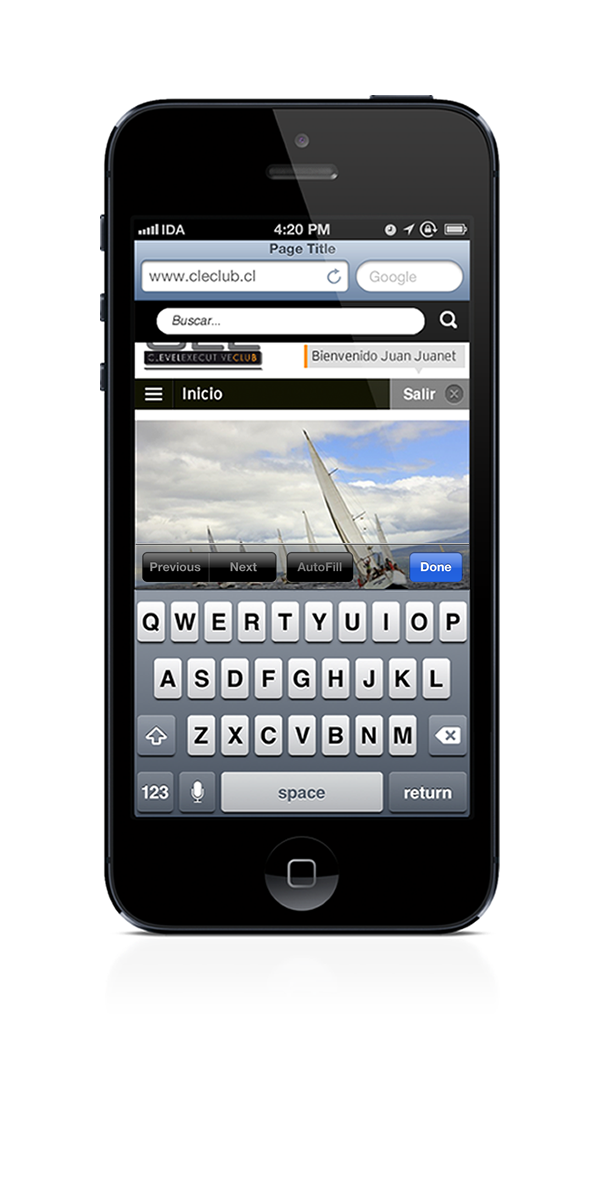 IDA 4:20 PM
Page Title
www.cleclub.cl Google
Buscar...
CLEVELEXECUTIVECLUB
Bienvenido Juan Juanet
Inicio Salir
Previous Next AutoFill Done
Q W E R T Y U I O P
A S D F G H J K L
Z X C V B N M
123 space return